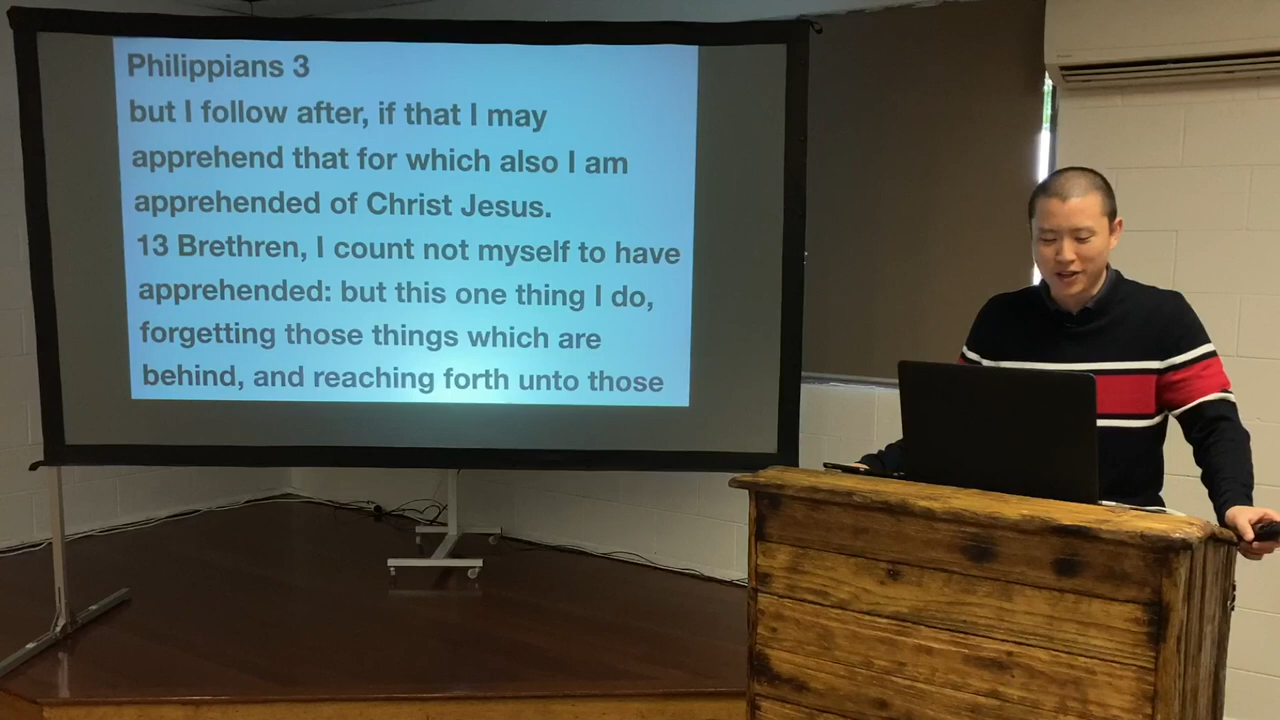 Philippians 3
but I follow after, if that I may
apprehend that for which also I am
apprehended of Christ Jesus.
13 Brethren, I count not myself to have
apprehended: but this one thing I do,
forgetting those things which are
behind, and reaching forth unto those